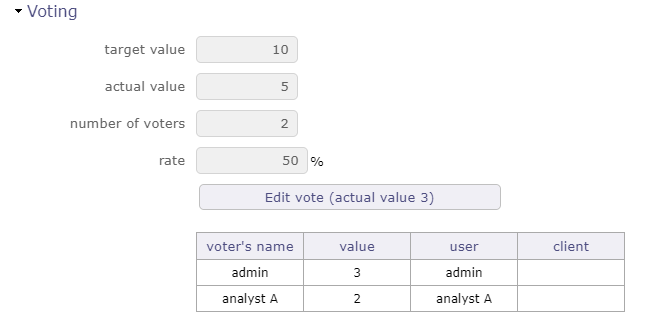 Voting
target value 10
actual value 5
number of voters 2
rate 50 %
Edit vote (actual value 3)
voter's name value user client
admin 3 admin
analyst A 2 analyst A